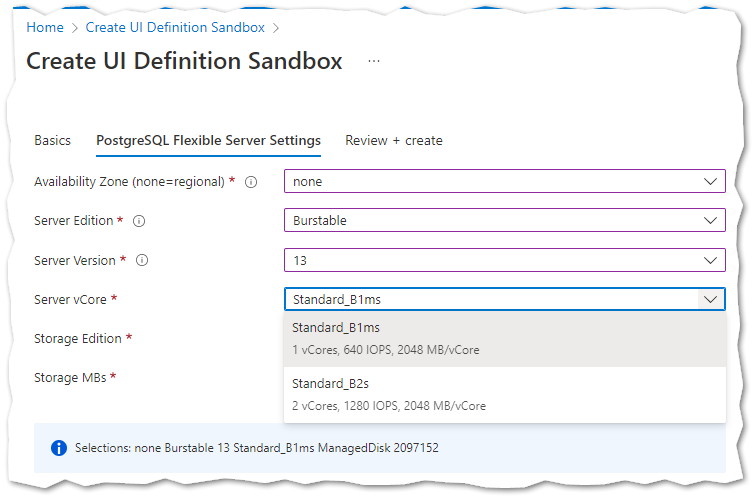 Home > Create UI Definition Sandbox >
Create UI Definition Sandbox ...
Basics PostgreSQL Flexible Server Settings Review + create
Availability Zone (none=regional) * none
Server Edition * Burstable
Server Version * 13
Server vCore * Standard_B1ms
Standard_B1ms
1 vCores, 640 IOPS, 2048 MB/vCore
Storage Edition *
Storage MBs *
Standard_B2s
2 vCores, 1280 IOPS, 2048 MB/vCore
Selections: none Burstable 13 Standard_B1ms ManagedDisk 2097152